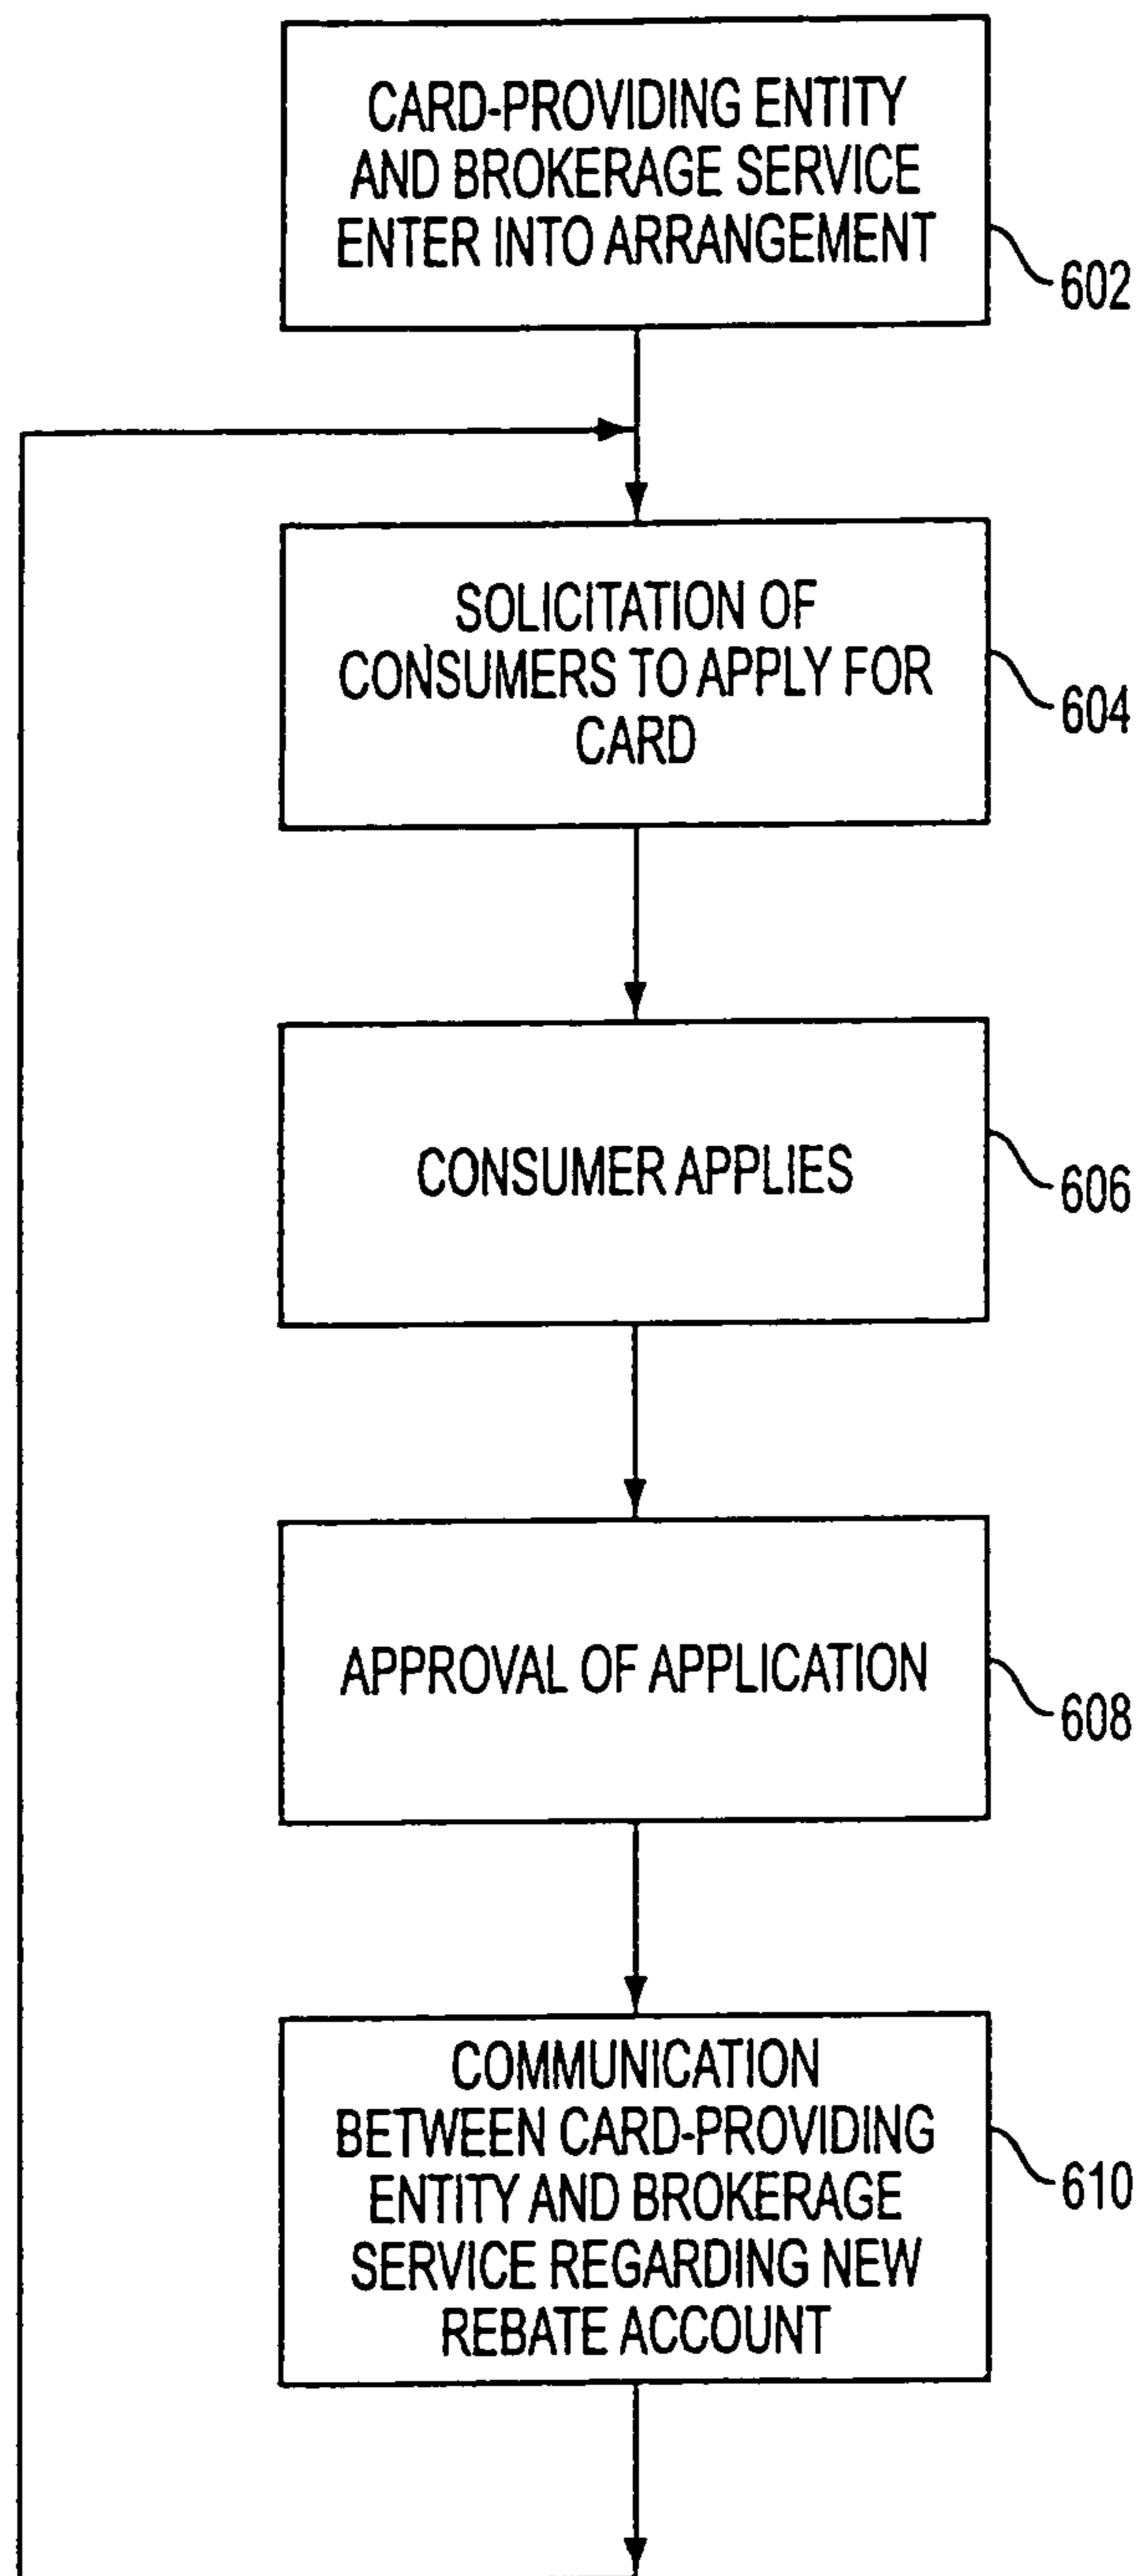 CARD-PROVIDING ENTITY
AND BROKERAGE SERVICE
ENTER INTO ARRANGEMENT
602
SOLICITATION OF
CONSUMERS TO APPLY FOR
CARD
604
CONSUMER APPLIES
606
APPROVAL OF APPLICATION
608
COMMUNICATION
BETWEEN CARD-PROVIDING
ENTITY AND BROKERAGE
SERVICE REGARDING NEW
REBATE ACCOUNT
610